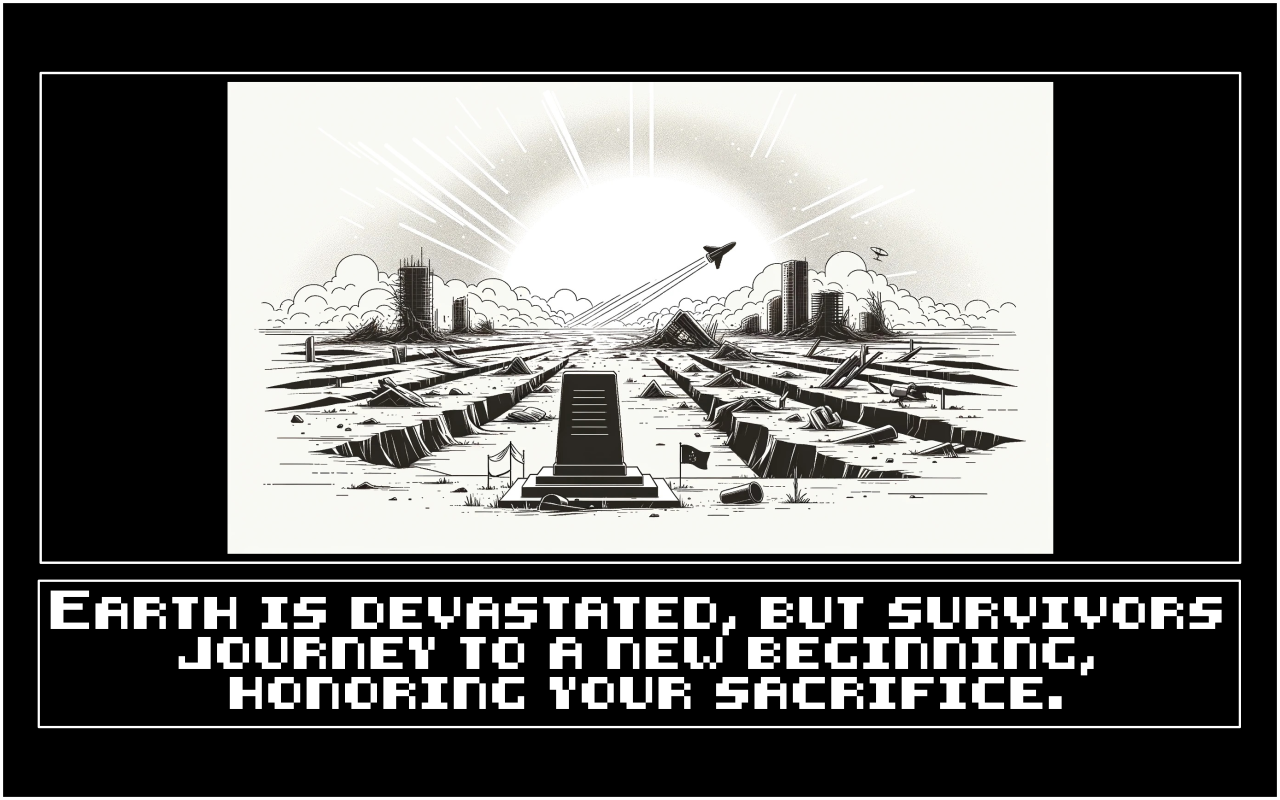 Earth is devastated, but survivors
journey to a new beginning,
honoring your sacrifice.